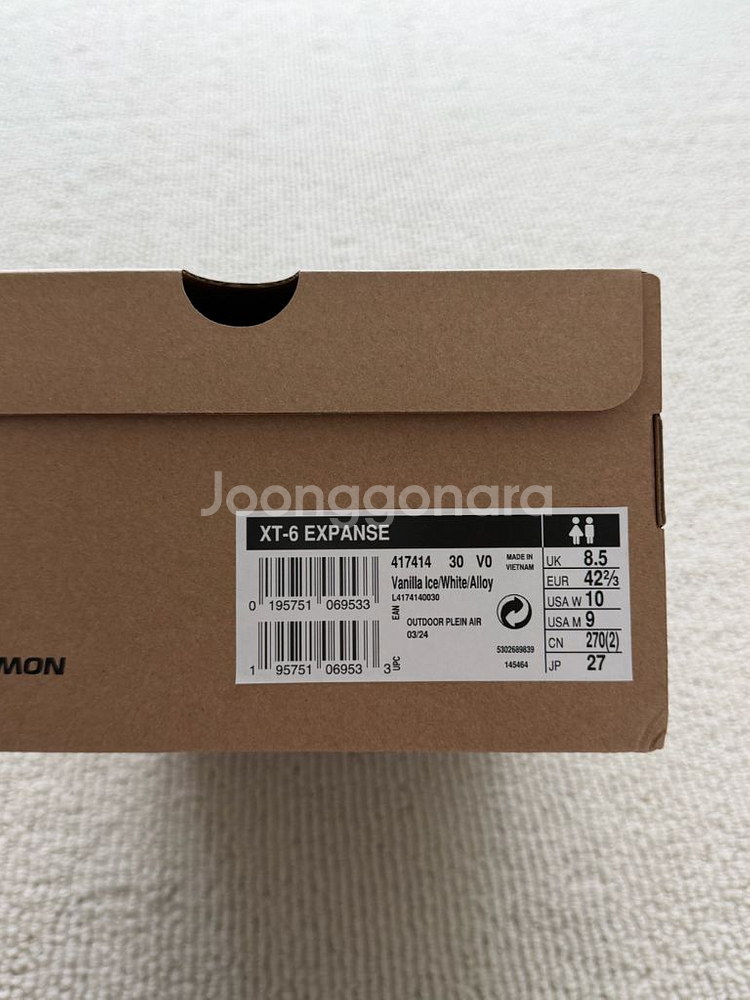 Joonggonara
XT-6 EXPANSE
417414 30 V0
MADE IN
VIETNAM
Vanilla Ice/White/Alloy
L4174140030
0 195751 069533
EAN
OUTDOOR PLEIN AIR
03/24
1 95751 06953 3
UPC
5302689839
145464
UK 8.5
EUR 42⅔
USA W 10
USA M 9
CN 270(2)
JP 27
MON